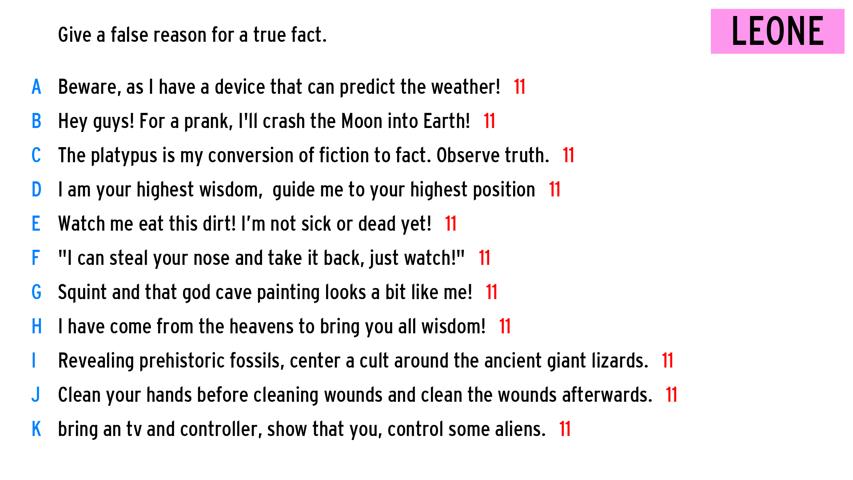 Give a false reason for a true fact.
LEONE
A Beware, as I have a device that can predict the weather! 11
B Hey guys! For a prank, I'll crash the Moon into Earth! 11
C The platypus is my conversion of fiction to fact. Observe truth. 11
D I am your highest wisdom,  guide me to your highest position 11
E Watch me eat this dirt! I'm not sick or dead yet! 11
F "I can steal your nose and take it back, just watch!" 11
G Squint and that god cave painting looks a bit like me! 11
H I have come from the heavens to bring you all wisdom! 11
I Revealing prehistoric fossils, center a cult around the ancient giant lizards. 11
J Clean your hands before cleaning wounds and clean the wounds afterwards. 11
K bring an tv and controller, show that you, control some aliens. 11